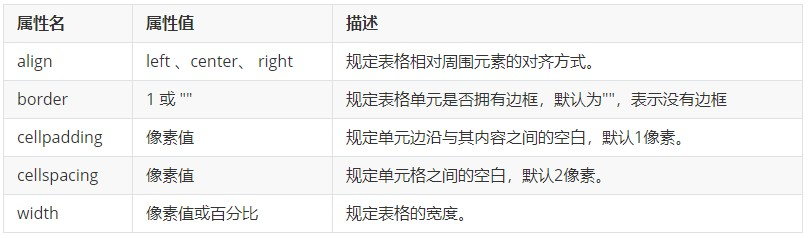 属性名 属性值 描述
align left 、center、 right 规定表格相对周围元素的对齐方式。
border 1 或 "" 规定表格单元是否拥有边框，默认为""，表示没有边框
cellpadding 像素值 规定单元边沿与其内容之间的空白，默认1像素。
cellspacing 像素值 规定单元格之间的空白，默认2像素。
width 像素值或百分比 规定表格的宽度。